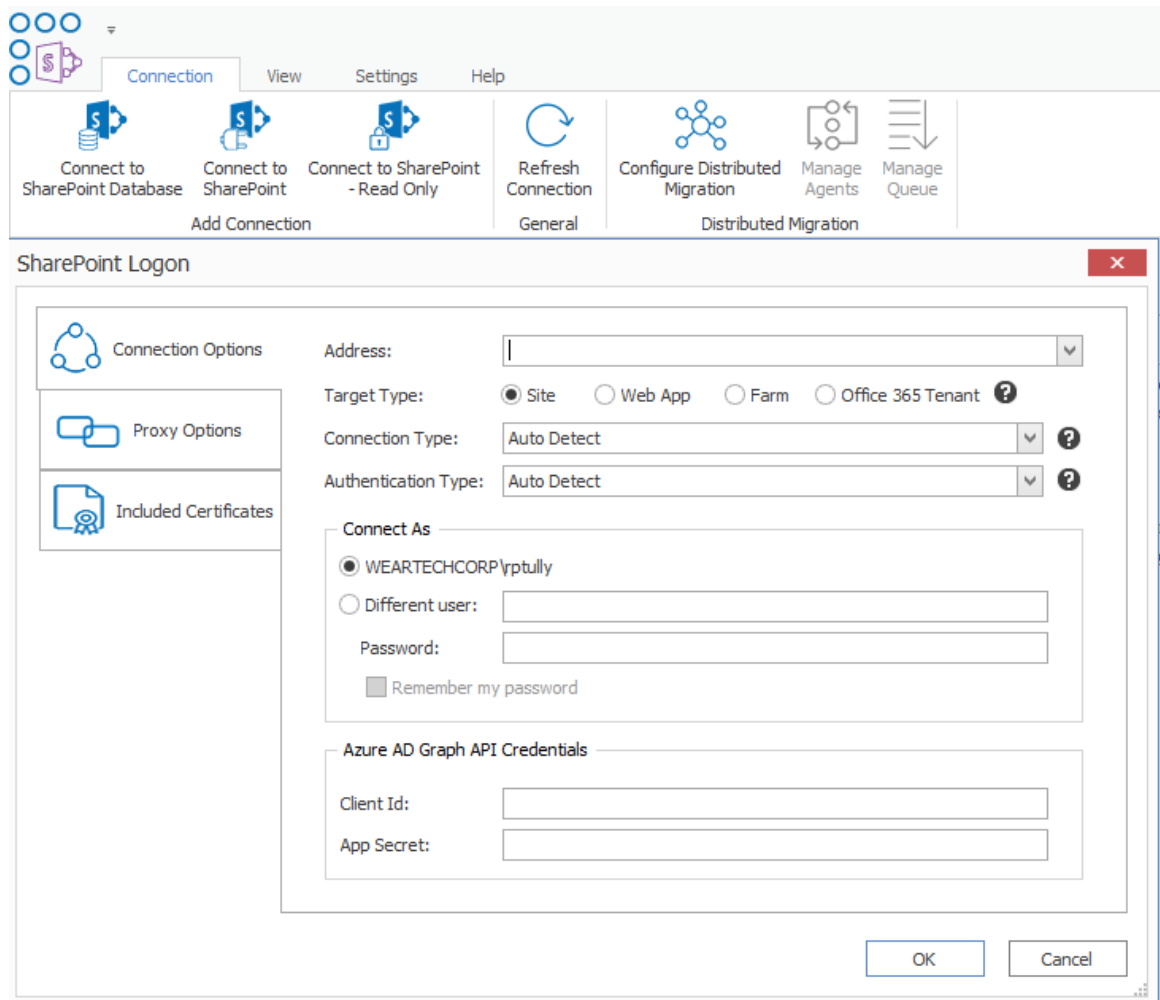 Connection View Settings Help
Connect to
SharePoint Database
Connect to
SharePoint
Connect to SharePoint
- Read Only
Refresh
Connection
Configure Distributed
Migration
Manage
Agents
Manage
Queue
Add Connection
General
Distributed Migration
SharePoint Logon
Connection Options
Proxy Options
Included Certificates
Address:
Target Type: Site Web App Farm Office 365 Tenant ?
Connection Type: Auto Detect ?
Authentication Type: Auto Detect ?
Connect As
WEARTECHCORP\rptully
Different user:
Password:
Remember my password
Azure AD Graph API Credentials
Client Id:
App Secret:
OK Cancel